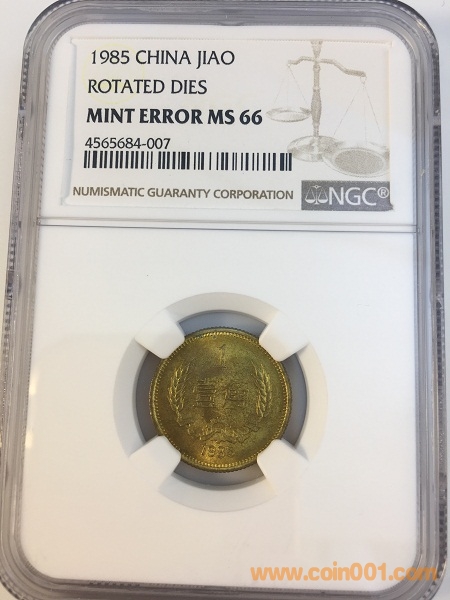 1985 CHINA JIAO
ROTATED DIES
MINT ERROR MS 66
4565684-007
NUMISMATIC GUARANTY CORPORATION
NGC®
1
壹角
1985
www.coin001.com